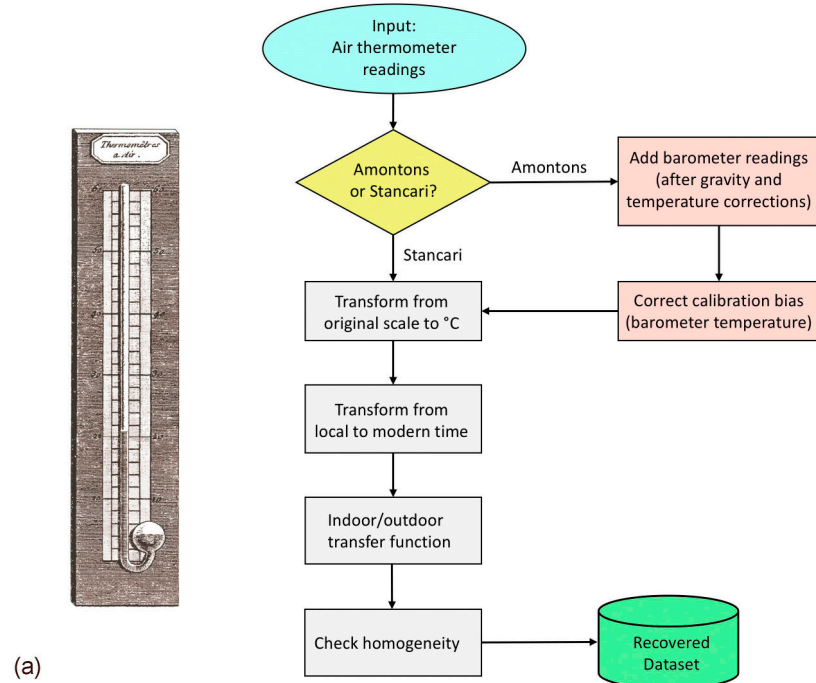 Input:
Air thermometer
readings
Thermomètres
a air.
Amontons
or Stancari?
Amontons
Add barometer readings
(after gravity and
temperature corrections)
Stancari
Transform from
original scale to °C
Correct calibration bias
(barometer temperature)
Transform from
local to modern time
Indoor/outdoor
transfer function
Check homogeneity
Recovered
Dataset
(a)